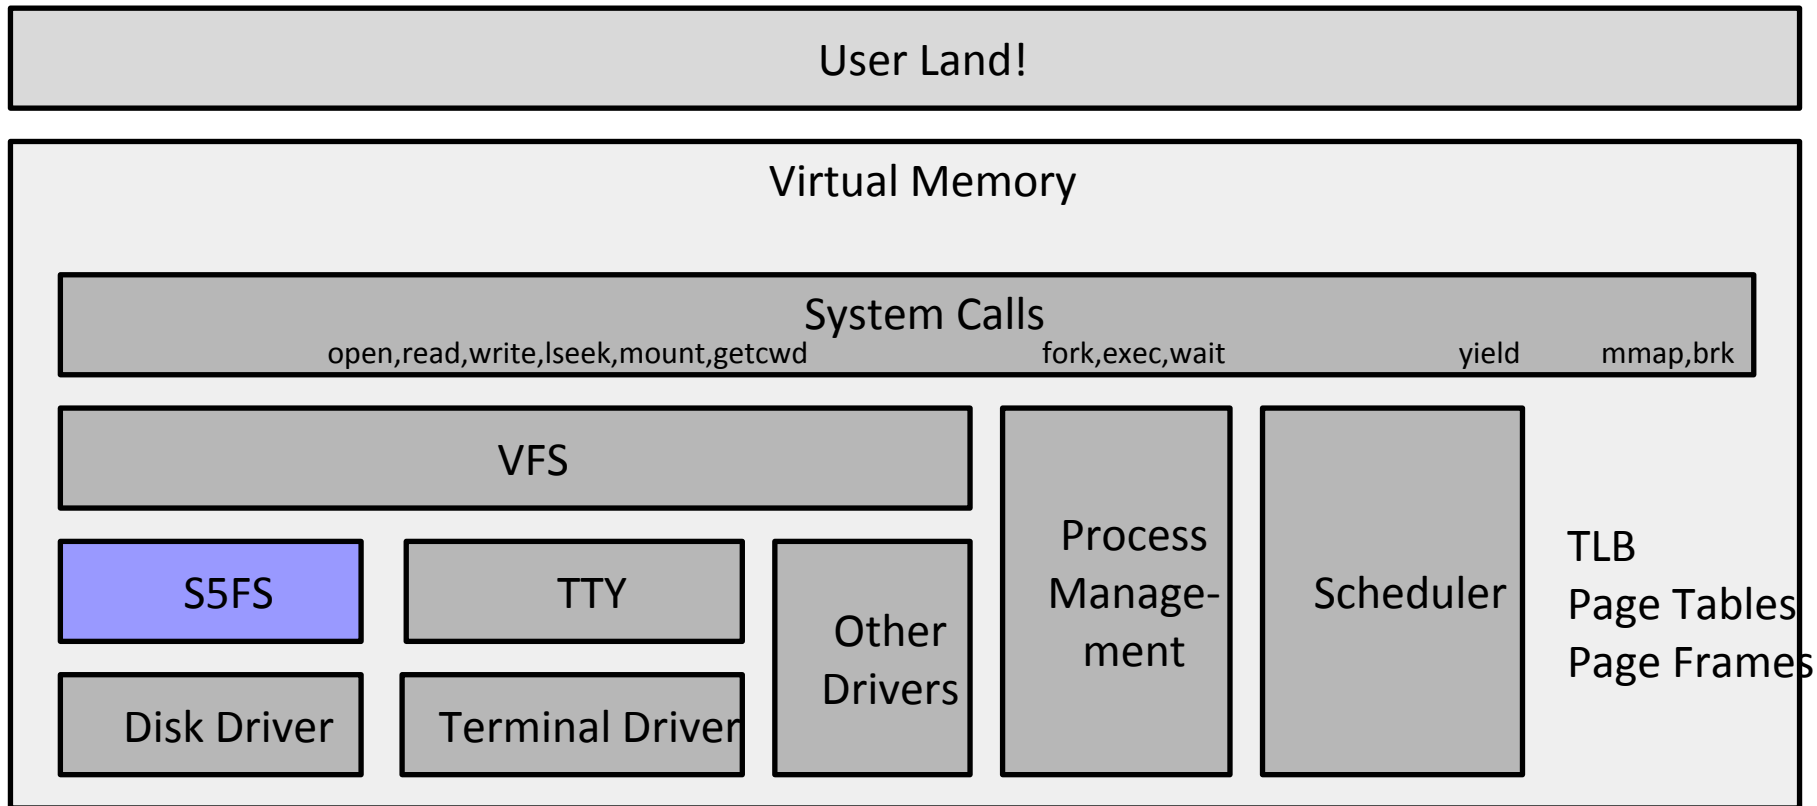 User Land!
Virtual Memory
System Calls
open,read,write,lseek,mount,getcwd
fork,exec,wait
yield
mmap,brk
VFS
S5FS
TTY
Other
Drivers
Disk Driver
Terminal Driver
Process
Manage-
ment
Scheduler
TLB
Page Tables
Page Frames